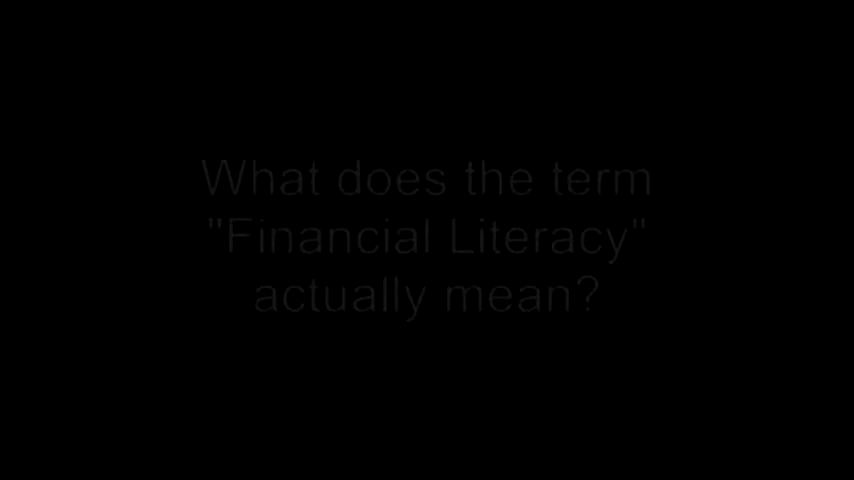 What does the term
"Financial Literacy"
actually mean?